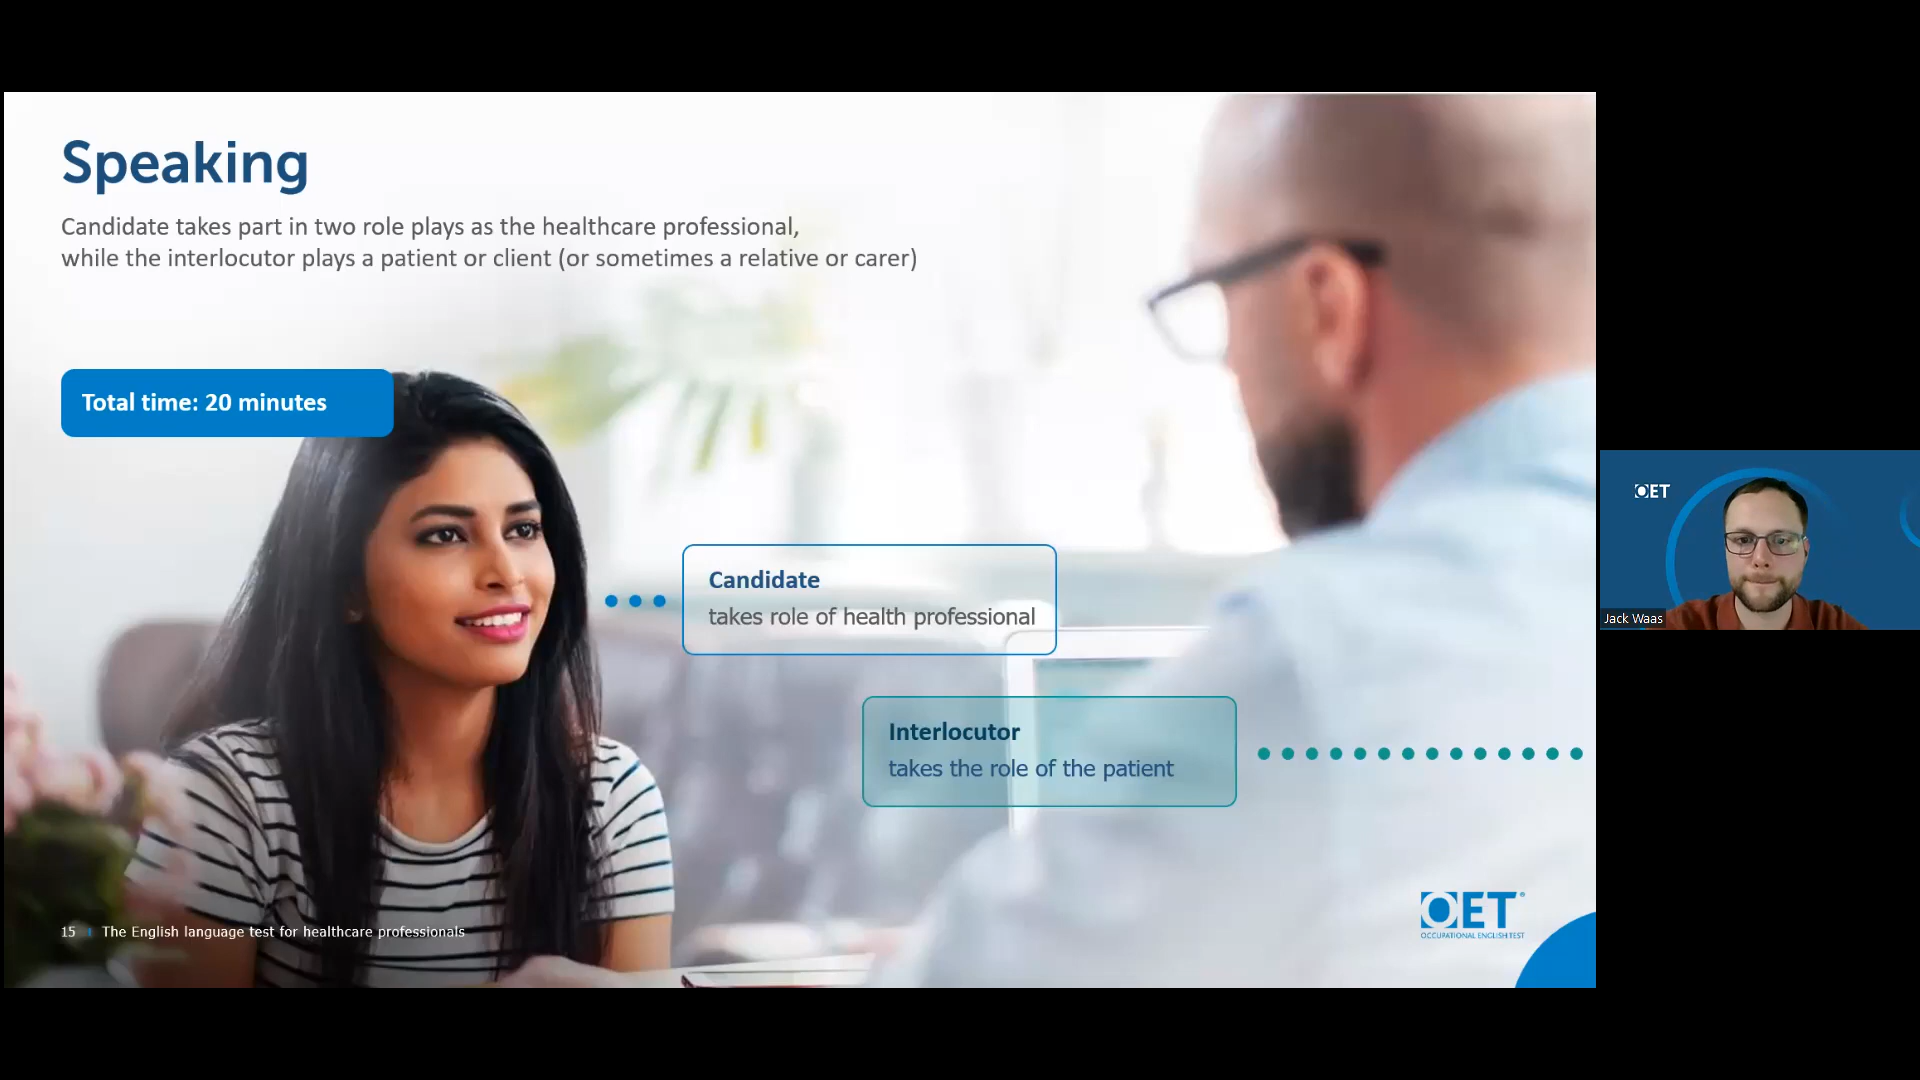 Speaking
Candidate takes part in two role plays as the healthcare professional,
while the interlocutor plays a patient or client (or sometimes a relative or carer)
Total time: 20 minutes
Candidate
takes role of health professional
Interlocutor
takes the role of the patient
15 | The English language test for healthcare professionals
OET®
OCCUPATIONAL ENGLISH TEST
OET
Jack Waas